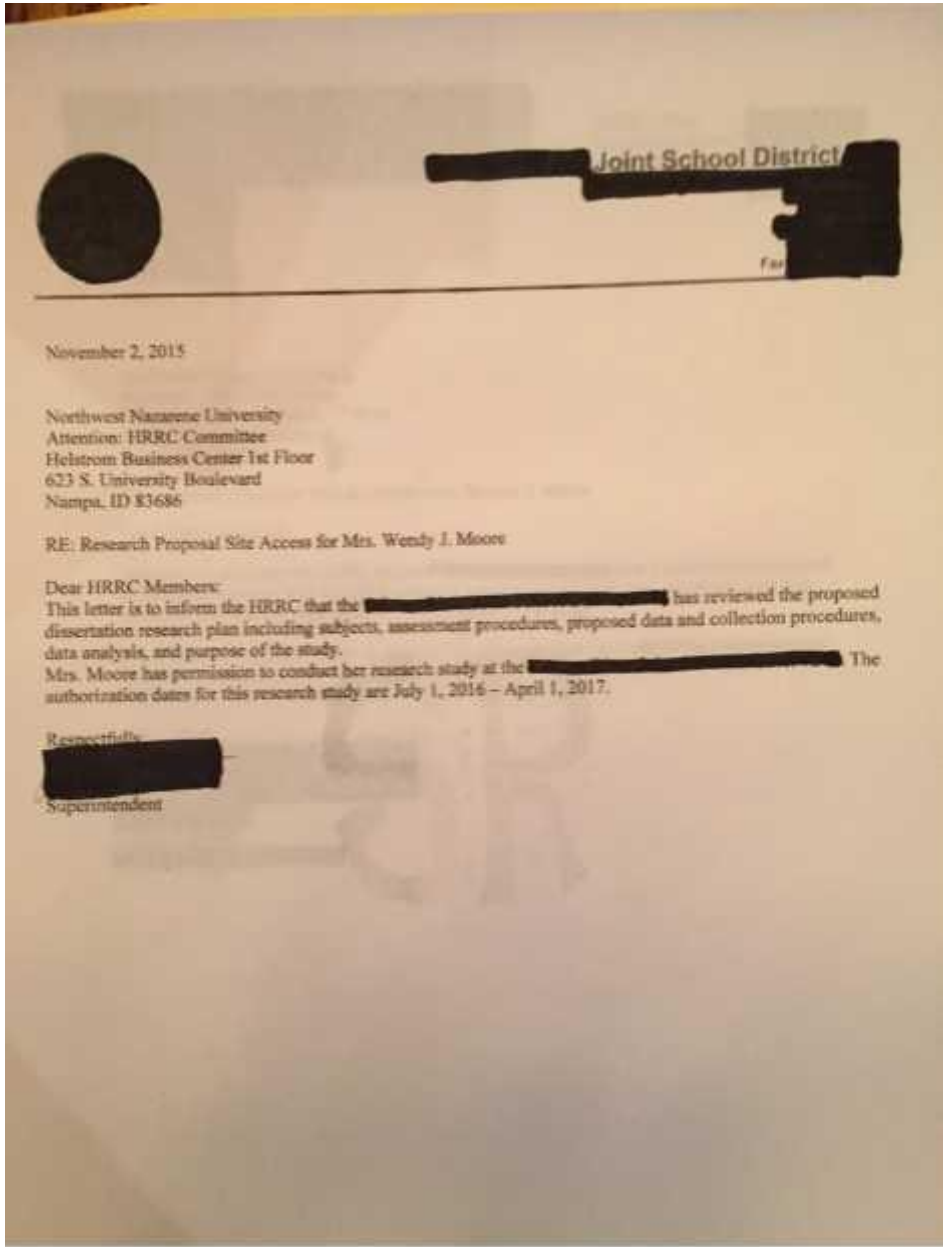 Joint School District
Fax
November 2, 2015
Northwest Nazarene University
Attention: HRRC Committee
Helstrom Business Center 1st Floor
623 S. University Boulevard
Nampa, ID 83686
RE: Research Proposal Site Access for Mrs. Wendy J. Moore
Dear HRRC Members:
This letter is to inform the HRRC that the has reviewed the proposed
dissertation research plan including subjects, assessment procedures, proposed data and collection procedures,
data analysis, and purpose of the study.
Mrs. Moore has permission to conduct her research study at the The
authorization dates for this research study are July 1, 2016 – April 1, 2017.
Respectfully
Superintendent